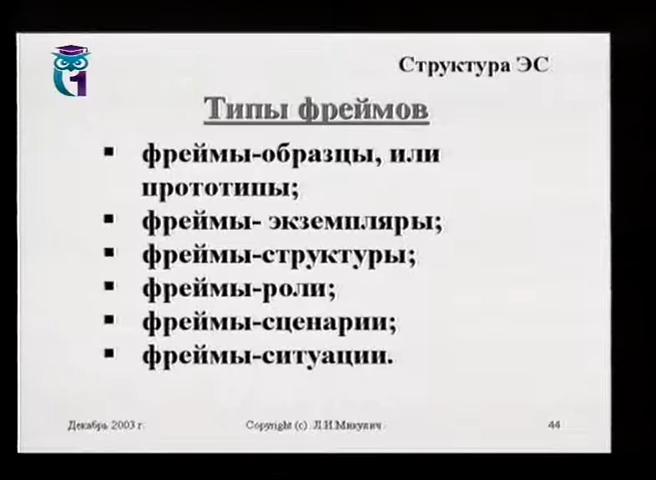 Структура ЭС
Типы фреймов
▪ фреймы-образцы, или
прототипы;
▪ фреймы- экземпляры;
▪ фреймы-структуры;
▪ фреймы-роли;
▪ фреймы-сценарии;
▪ фреймы-ситуации.
Декабрь 2003 г.
Copyright (c) Л.И.Микулич
44
1